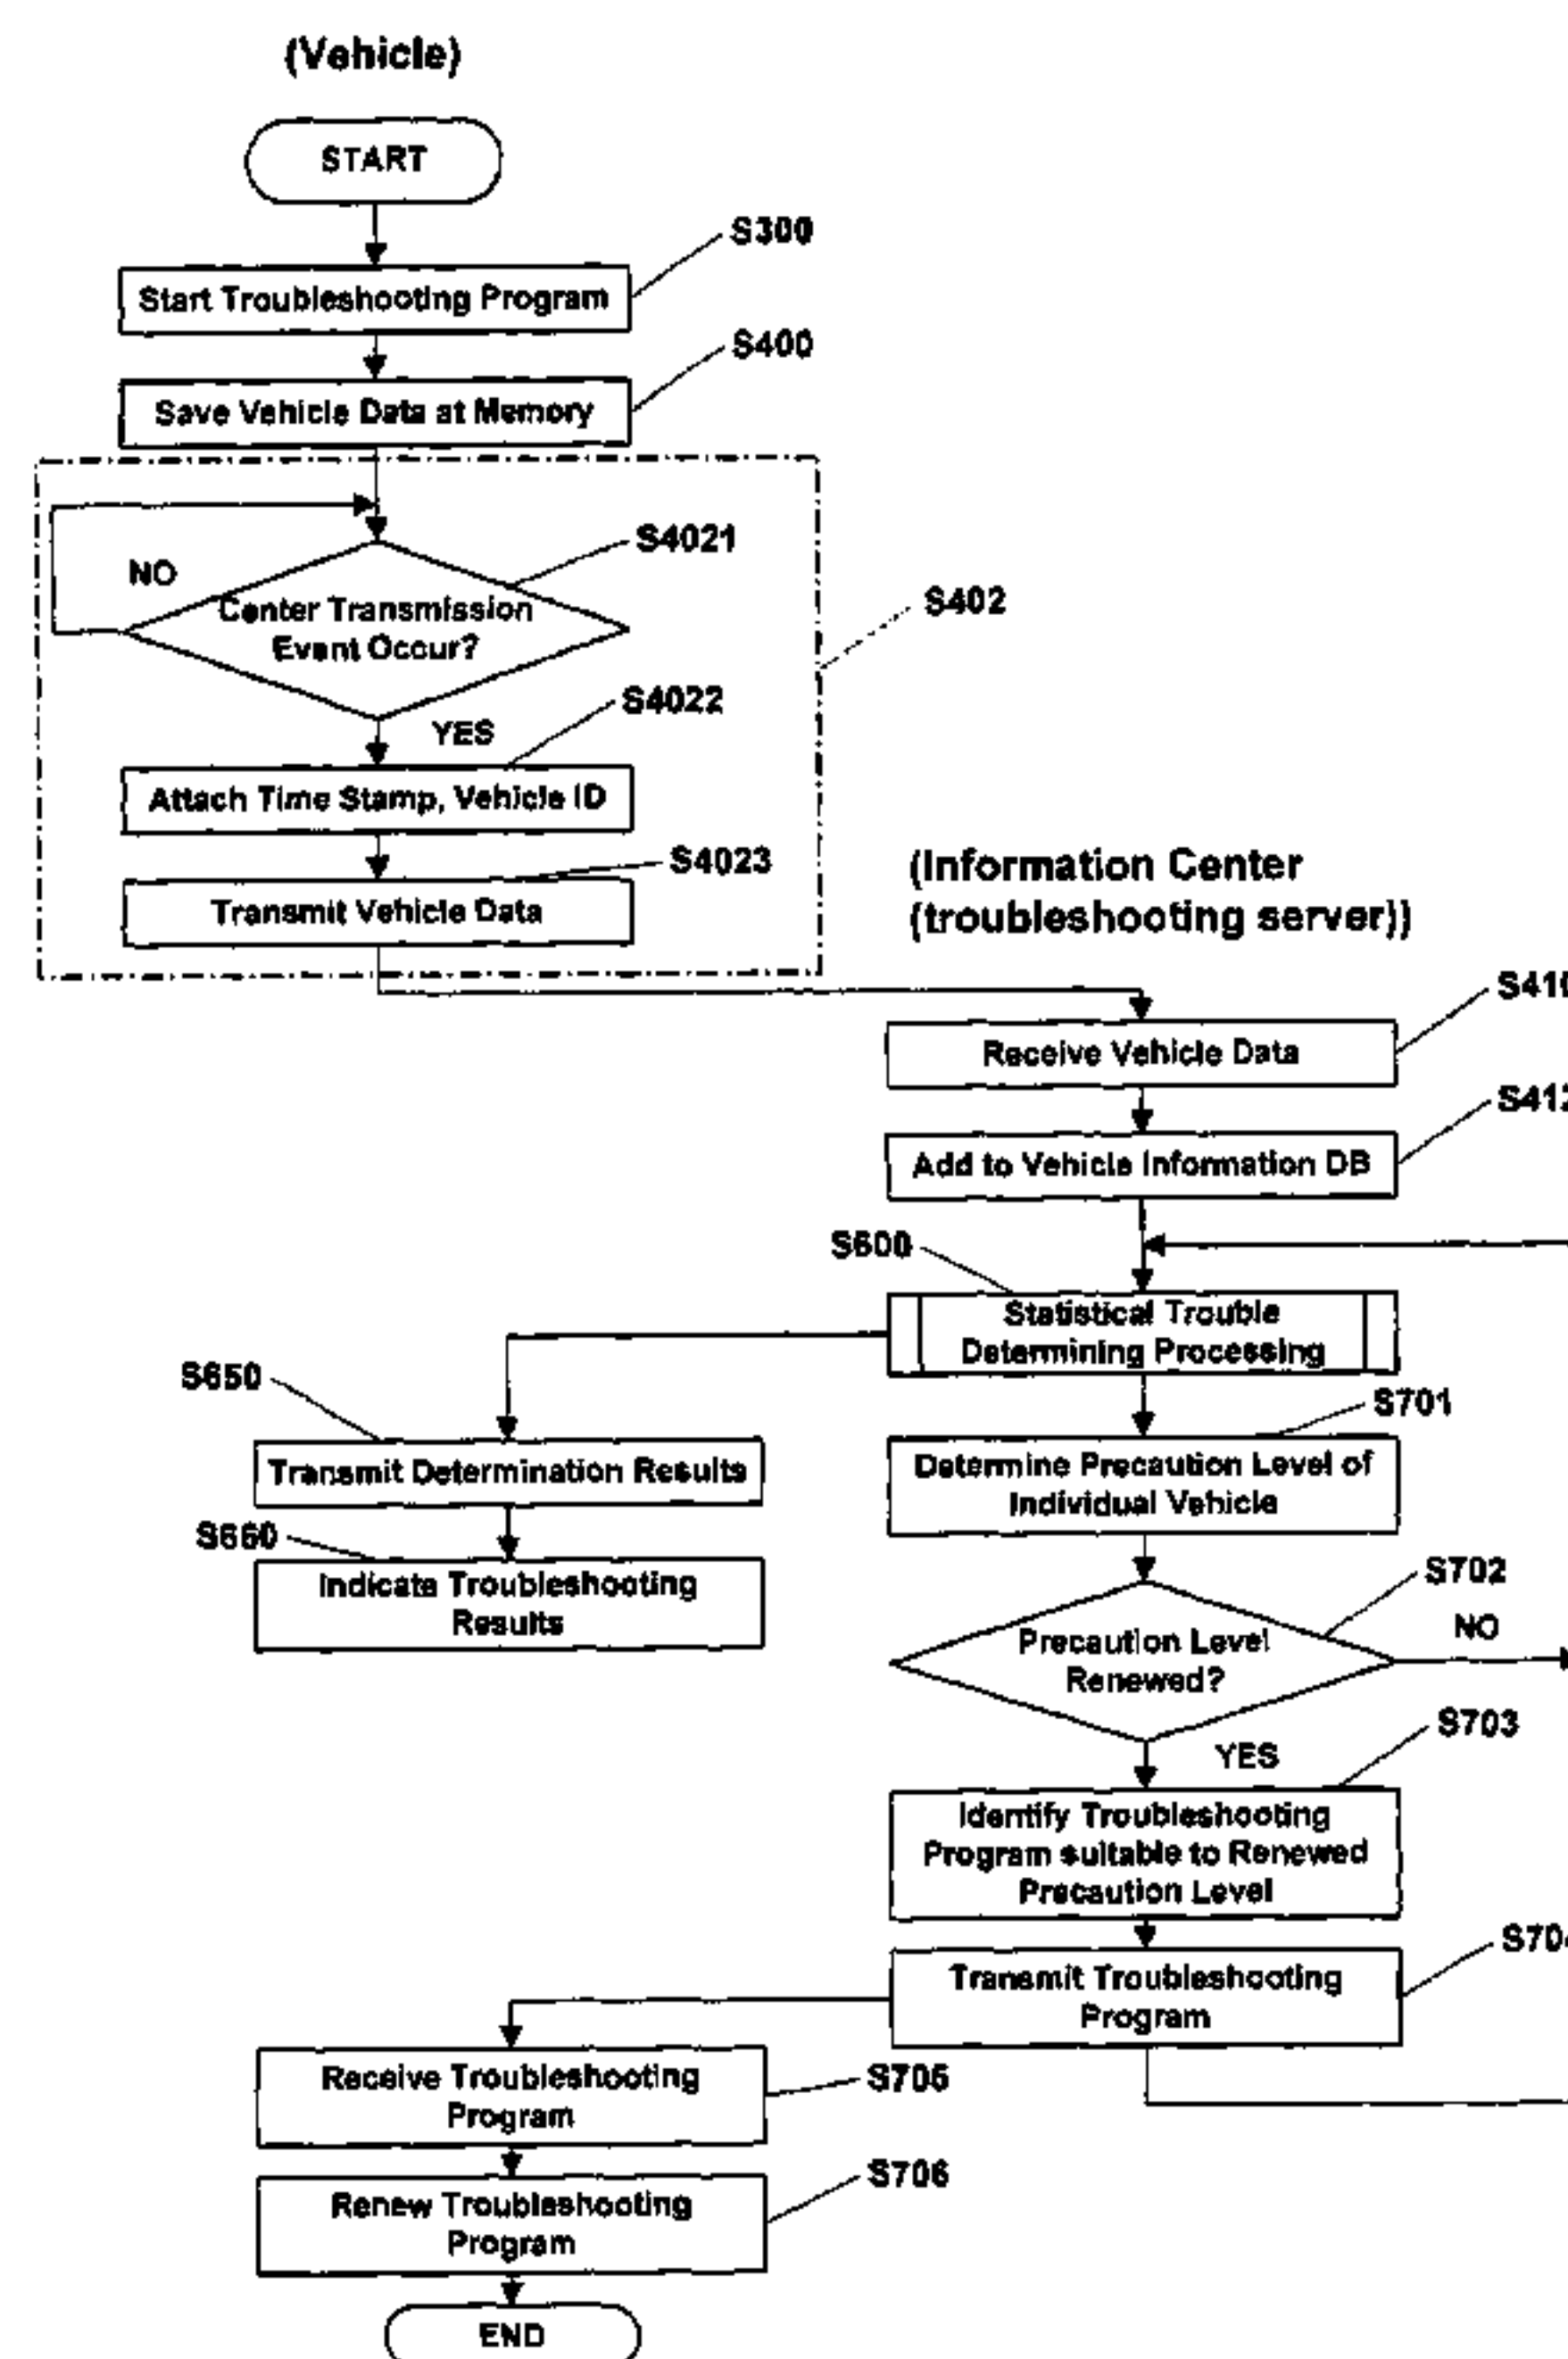 (Vehicle)
START
S300
Start Troubleshooting Program
S400
Save Vehicle Data at Memory
S4021
NO
Center Transmission
Event Occur?
S402
S4022
YES
Attach Time Stamp, Vehicle ID
S4023
Transmit Vehicle Data
(Information Center
(troubleshooting server))
S410
Receive Vehicle Data
S412
Add to Vehicle Information DB
S600
Statistical Trouble
Determining Processing
S650
S701
Transmit Determination Results
Determine Precaution Level of
Individual Vehicle
S660
Indicate Troubleshooting
Results
S702
NO
Precaution Level
Renewed?
S703
YES
Identify Troubleshooting
Program suitable to Renewed
Precaution Level
S704
Transmit Troubleshooting
Program
Receive Troubleshooting
Program
S705
S706
Renew Troubleshooting
Program
END